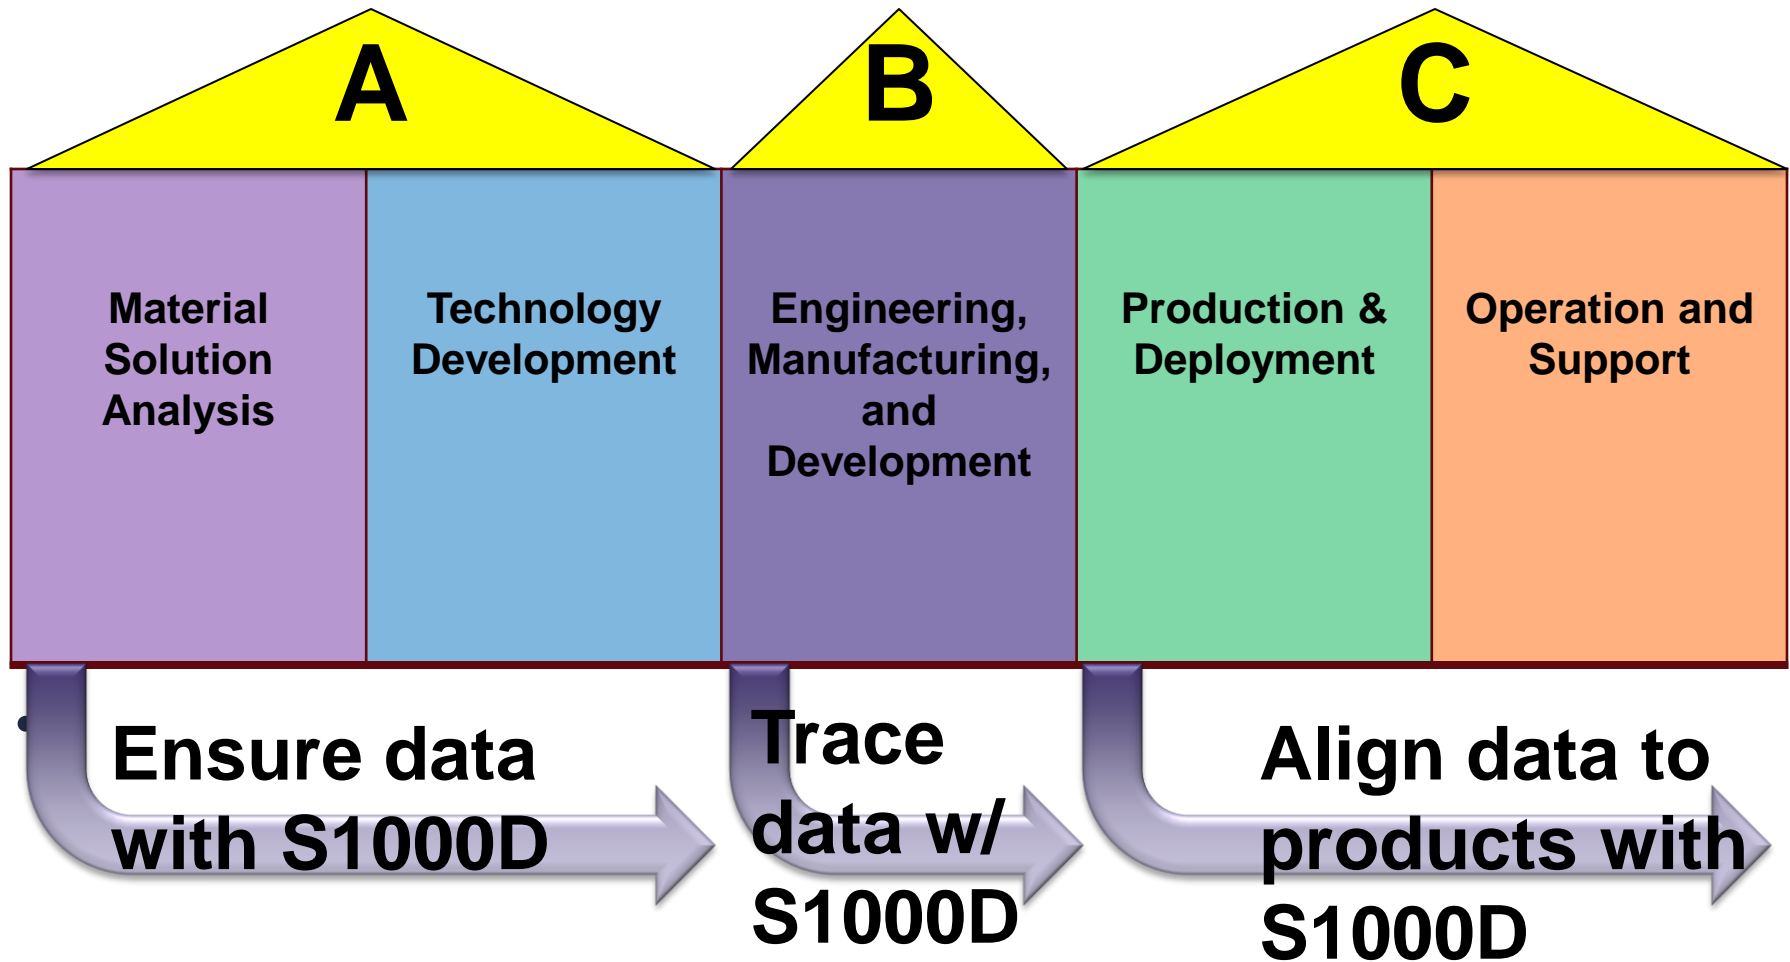 A
B
C
Material
Solution
Analysis
Technology
Development
Engineering,
Manufacturing,
and
Development
Production &
Deployment
Operation and
Support
Ensure data
with S1000D
Trace
data w/
S1000D
Align data to
products with
S1000D